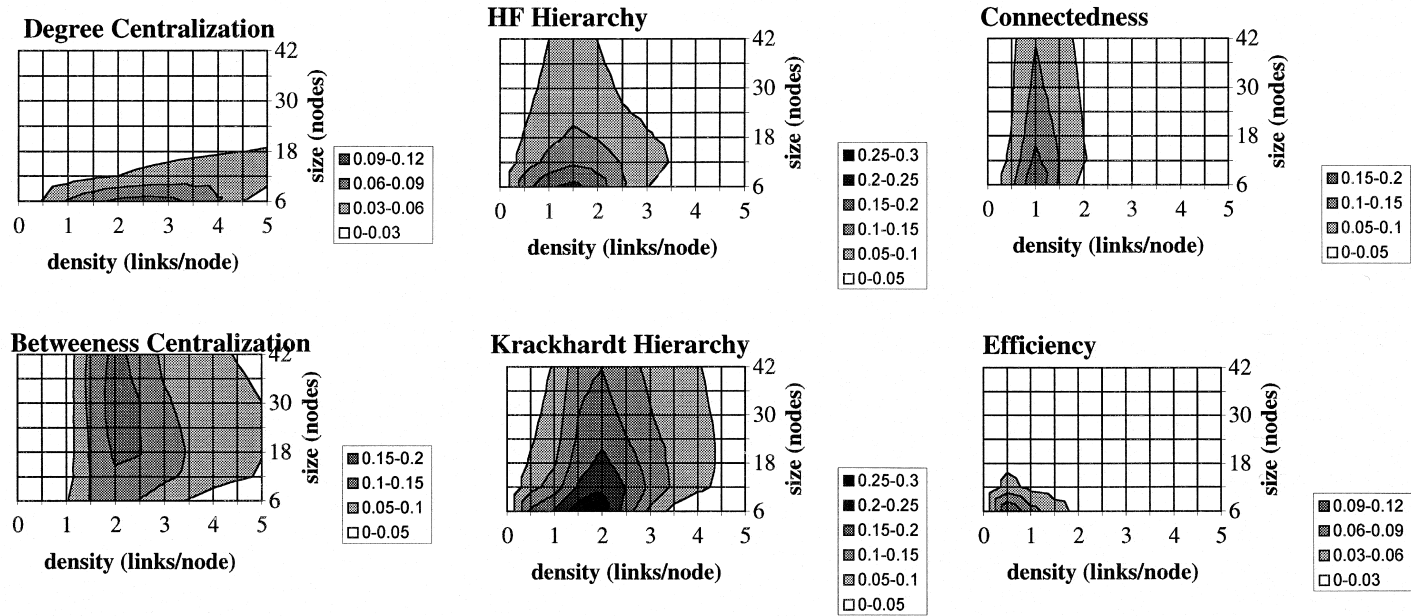 Degree Centralization
42
30
18
6
size (nodes)
0 1 2 3 4 5
density (links/node)
0.09-0.12
0.06-0.09
0.03-0.06
0-0.03
HF Hierarchy
42
30
18
6
size (nodes)
0 1 2 3 4 5
density (links/node)
0.25-0.3
0.2-0.25
0.15-0.2
0.1-0.15
0.05-0.1
0-0.05
Connectedness
42
30
18
6
size (nodes)
0 1 2 3 4 5
density (links/node)
0.15-0.2
0.1-0.15
0.05-0.1
0-0.05
Betweeness Centralization
42
30
18
6
size (nodes)
0 1 2 3 4 5
density (links/node)
0.15-0.2
0.1-0.15
0.05-0.1
0-0.05
Krackhardt Hierarchy
42
30
18
6
size (nodes)
0 1 2 3 4 5
density (links/node)
0.25-0.3
0.2-0.25
0.15-0.2
0.1-0.15
0.05-0.1
0-0.05
Efficiency
42
30
18
6
size (nodes)
0 1 2 3 4 5
density (links/node)
0.09-0.12
0.06-0.09
0.03-0.06
0-0.03